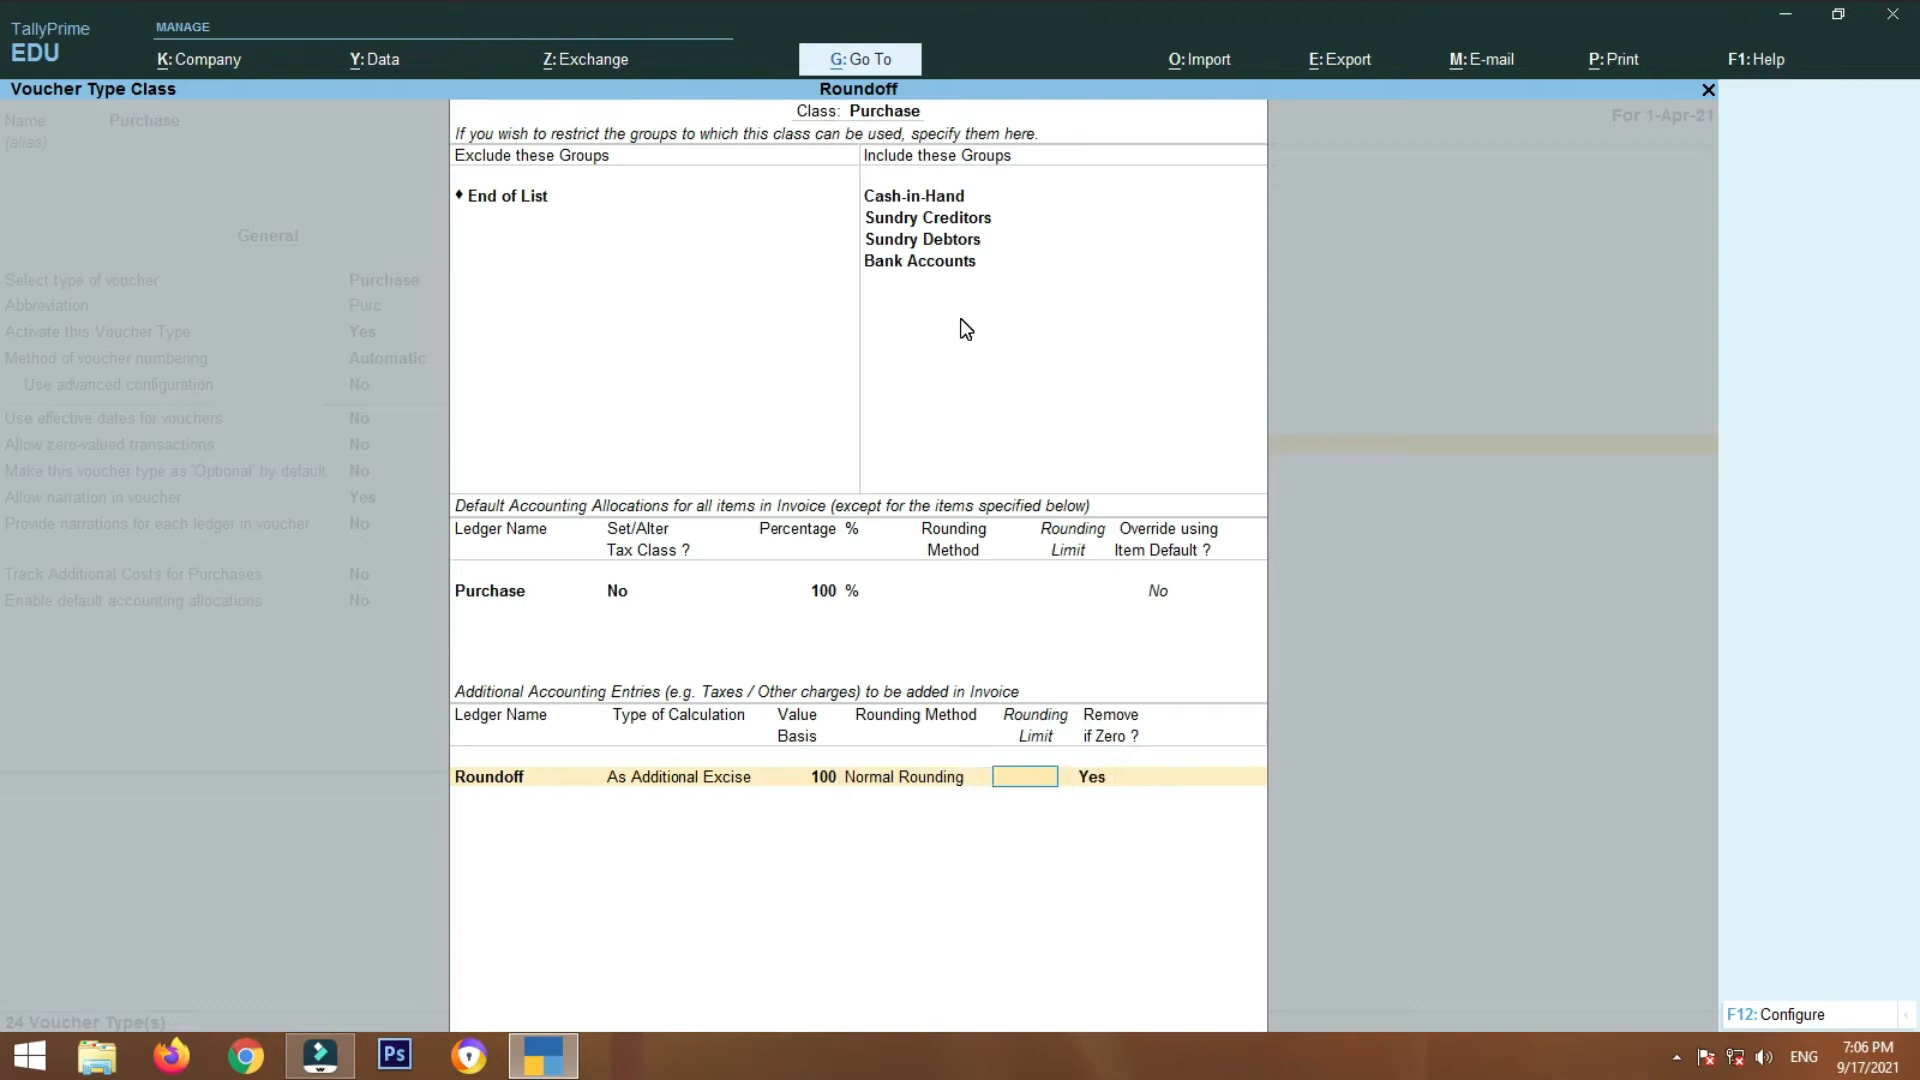 TallyPrime
EDU
MANAGE
K: Company
Y: Data
Z: Exchange
G: Go To
O: Import
E: Export
M: E-mail
P: Print
F1: Help
Voucher Type Class
Roundoff
Name
Purchase
(alias)
For 1-Apr-21
General
Select type of voucher
Purchase
Abbreviation
Purc
Activate this Voucher Type
Yes
Method of voucher numbering
Automatic
Use advanced configuration
No
Use effective dates for vouchers
No
Allow zero-valued transactions
No
Make this voucher type as 'Optional' by default
No
Allow narration in voucher
Yes
Provide narrations for each ledger in voucher
No
Track Additional Costs for Purchases
No
Enable default accounting allocations
No
24 Voucher Type(s)
Class: Purchase
If you wish to restrict the groups to which this class can be used, specify them here.
Exclude these Groups
Include these Groups
♦ End of List
Cash-in-Hand
Sundry Creditors
Sundry Debtors
Bank Accounts
Default Accounting Allocations for all items in Invoice (except for the items specified below)
Ledger Name
Set/Alter
Tax Class ?
Percentage %
Rounding
Method
Rounding
Limit
Override using
Item Default ?
Purchase
No
100 %
No
Additional Accounting Entries (e.g. Taxes / Other charges) to be added in Invoice
Ledger Name
Type of Calculation
Value
Basis
Rounding Method
Rounding
Limit
Remove
if Zero ?
Roundoff
As Additional Excise
100
Normal Rounding
Yes
F12: Configure
Ps
ENG
7:06 PM
9/17/2021